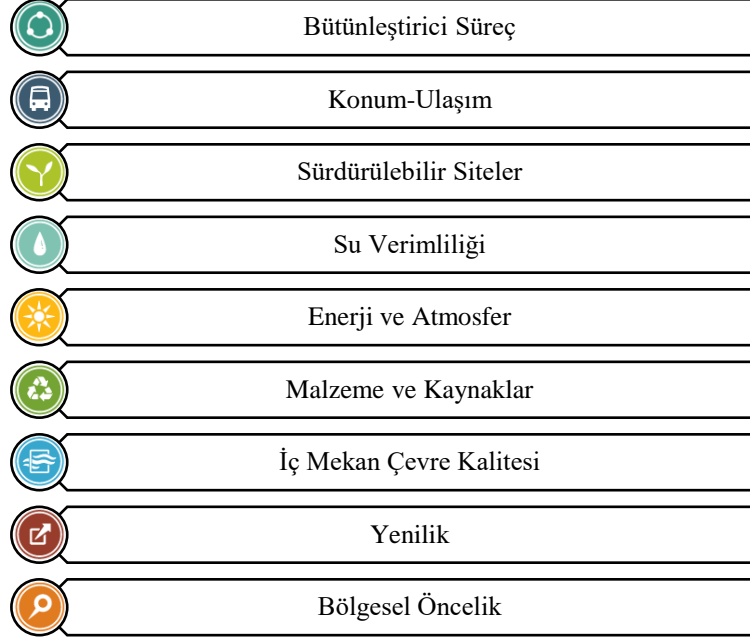 Bütünleştirici Süreç
Konum-Ulaşım
Sürdürülebilir Siteler
Su Verimliliği
Enerji ve Atmosfer
Malzeme ve Kaynaklar
İç Mekan Çevre Kalitesi
Yenilik
Bölgesel Öncelik